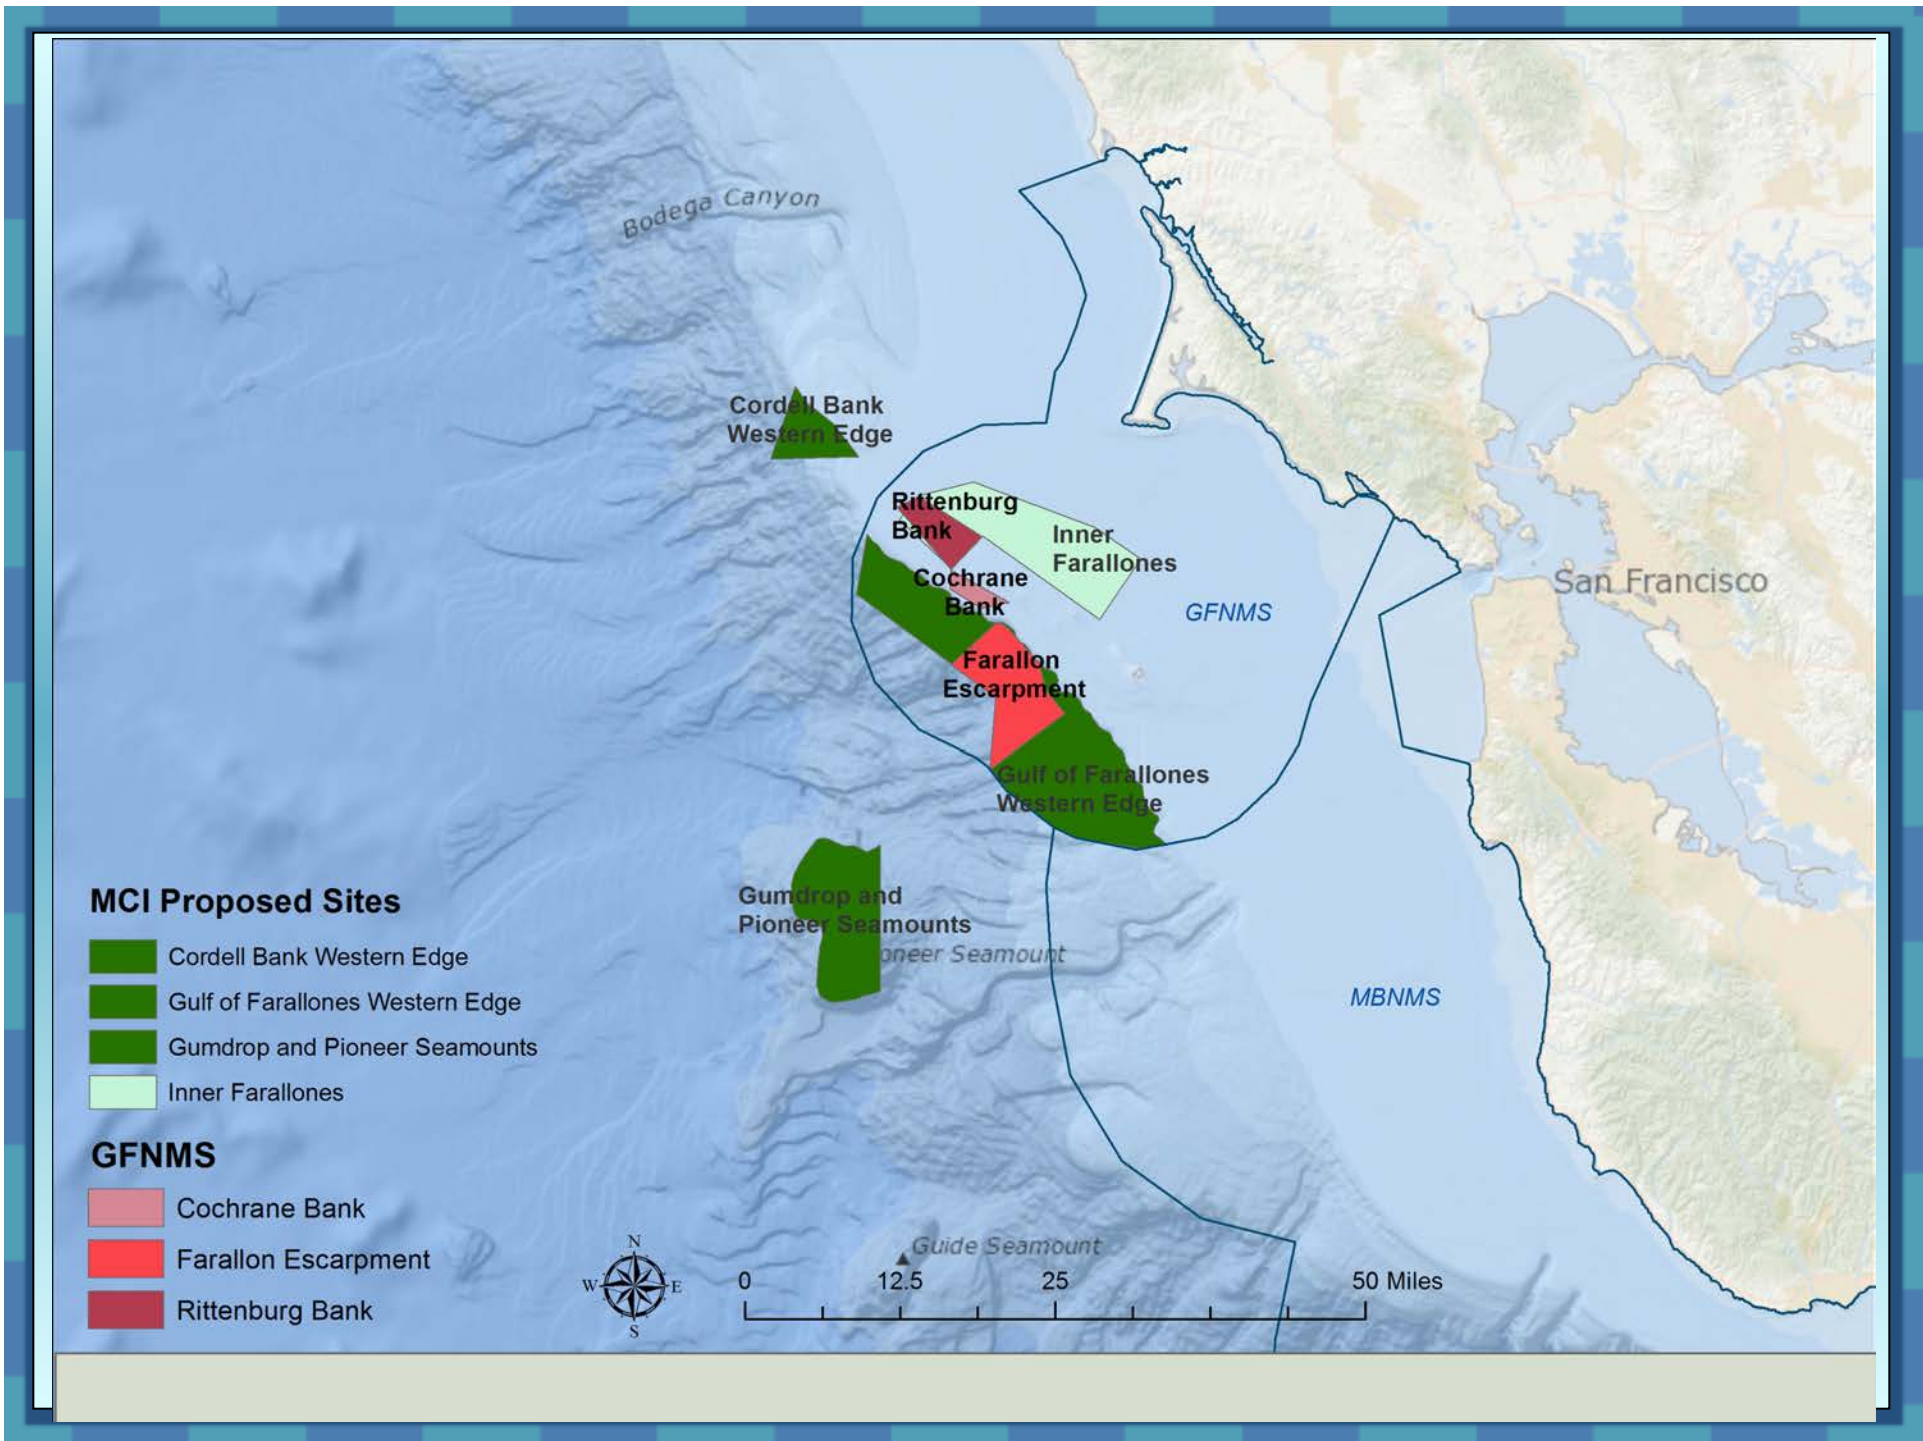 Bodega Canyon
Cordell Bank
Western Edge
Rittenburg
Bank
Inner
Farallones
Cochrane
Bank
GFNMS
San Francisco
Farallon
Escarpment
Gulf of Farallones
Western Edge
Gumdrop and
Pioneer Seamounts
oneer Seamount
MBNMS
MCI Proposed Sites
Cordell Bank Western Edge
Gulf of Farallones Western Edge
Gumdrop and Pioneer Seamounts
Inner Farallones
GFNMS
Cochrane Bank
Farallon Escarpment
Rittenburg Bank
N
W E
S
Guide Seamount
0 12.5 25 50 Miles